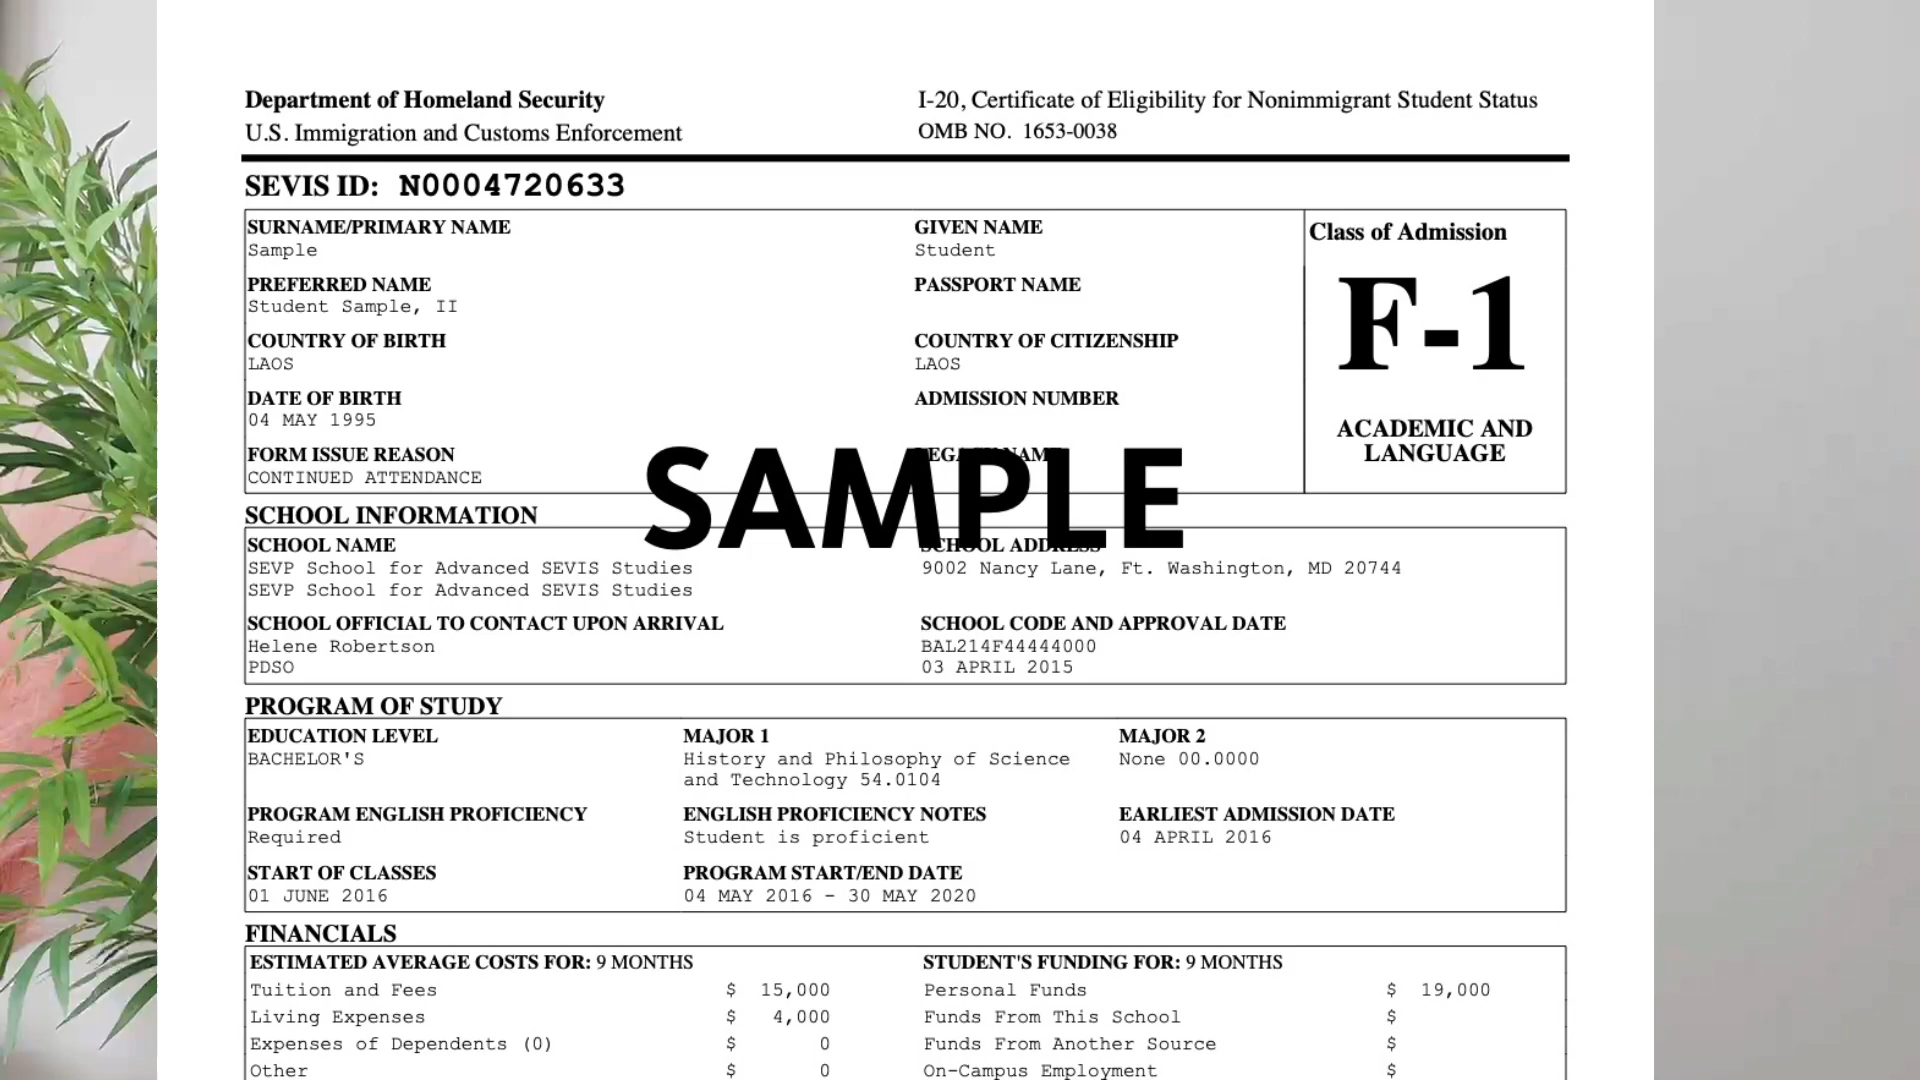 Department of Homeland Security
U.S. Immigration and Customs Enforcement
I-20, Certificate of Eligibility for Nonimmigrant Student Status
OMB NO. 1653-0038
SEVIS ID: N0004720633
SURNAME/PRIMARY NAME
Sample
GIVEN NAME
Student
Class of Admission
PREFERRED NAME
Student Sample, II
PASSPORT NAME
F-1
COUNTRY OF BIRTH
LAOS
COUNTRY OF CITIZENSHIP
LAOS
DATE OF BIRTH
04 MAY 1995
ADMISSION NUMBER
ACADEMIC AND
LANGUAGE
FORM ISSUE REASON
CONTINUED ATTENDANCE
LEGACY NAME
SAMPLE
SCHOOL INFORMATION
SCHOOL NAME
SEVP School for Advanced SEVIS Studies
SEVP School for Advanced SEVIS Studies
SCHOOL ADDRESS
9002 Nancy Lane, Ft. Washington, MD 20744
SCHOOL OFFICIAL TO CONTACT UPON ARRIVAL
Helene Robertson
PDSO
SCHOOL CODE AND APPROVAL DATE
BAL214F44444000
03 APRIL 2015
PROGRAM OF STUDY
EDUCATION LEVEL
BACHELOR'S
MAJOR 1
History and Philosophy of Science
and Technology 54.0104
MAJOR 2
None 00.0000
PROGRAM ENGLISH PROFICIENCY
Required
ENGLISH PROFICIENCY NOTES
Student is proficient
EARLIEST ADMISSION DATE
04 APRIL 2016
START OF CLASSES
01 JUNE 2016
PROGRAM START/END DATE
04 MAY 2016 - 30 MAY 2020
FINANCIALS
ESTIMATED AVERAGE COSTS FOR: 9 MONTHS
Tuition and Fees $ 15,000
Living Expenses $ 4,000
Expenses of Dependents (0) $ 0
Other $ 0
STUDENT'S FUNDING FOR: 9 MONTHS
Personal Funds $ 19,000
Funds From This School $
Funds From Another Source $
On-Campus Employment $